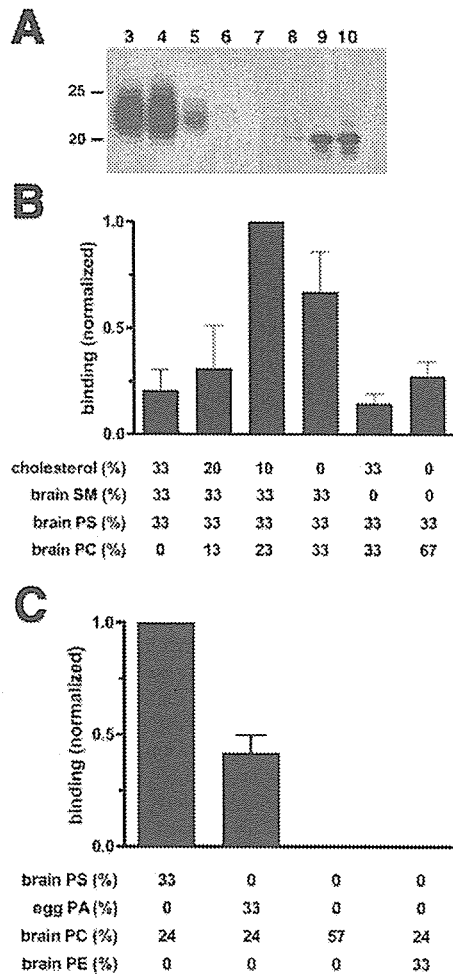 A
3 4 5 6 7 8 9 10
25
20
B
binding (normalized)
1.0
0.5
0.0
cholesterol (%) 33 20 10 0 33 0
brain SM (%) 33 33 33 33 0 0
brain PS (%) 33 33 33 33 33 33
brain PC (%) 0 13 23 33 33 67
C
binding (normalized)
1.0
0.5
0.0
brain PS (%) 33 0 0 0
egg PA (%) 0 33 0 0
brain PC (%) 24 24 57 24
brain PE (%) 0 0 0 33